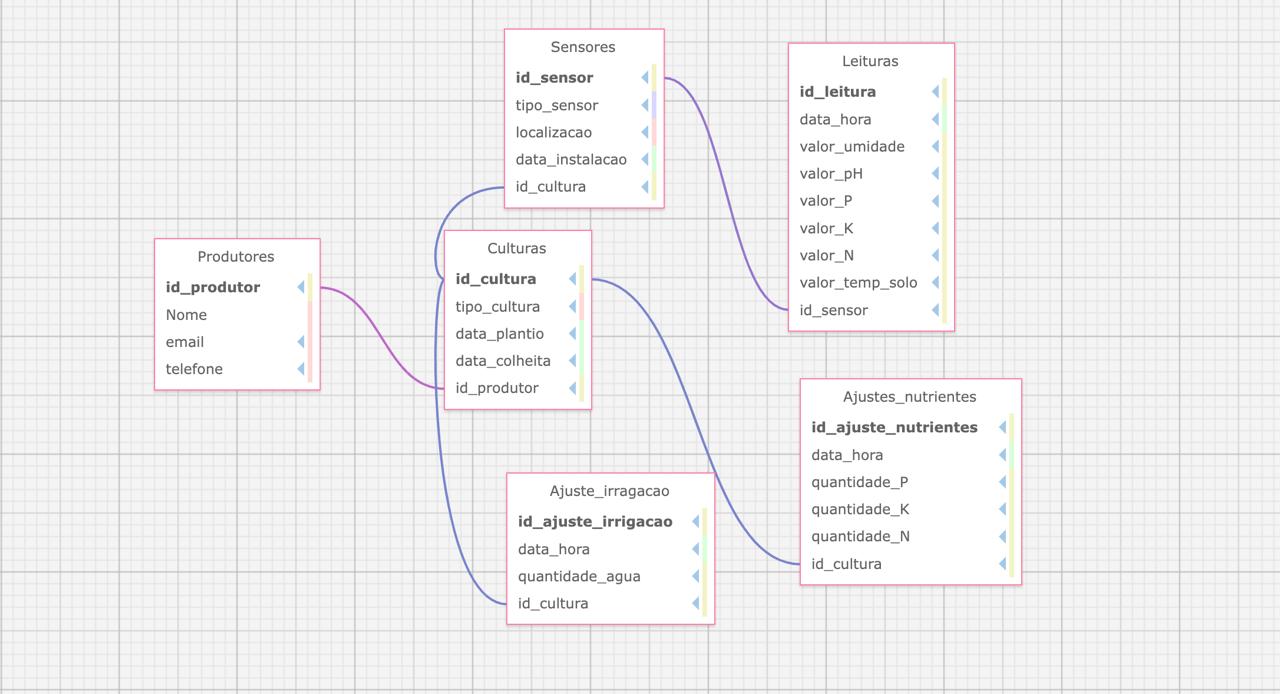 Sensores
id_sensor
tipo_sensor
localizacao
data_instalacao
id_cultura
Leituras
id_leitura
data_hora
valor_umidade
valor_pH
valor_P
valor_K
valor_N
valor_temp_solo
id_sensor
Produtores
id_produtor
Nome
email
telefone
Culturas
id_cultura
tipo_cultura
data_plantio
data_colheita
id_produtor
Ajustes_nutrientes
id_ajuste_nutrientes
data_hora
quantidade_P
quantidade_K
quantidade_N
id_cultura
Ajuste_irragacao
id_ajuste_irrigacao
data_hora
quantidade_agua
id_cultura